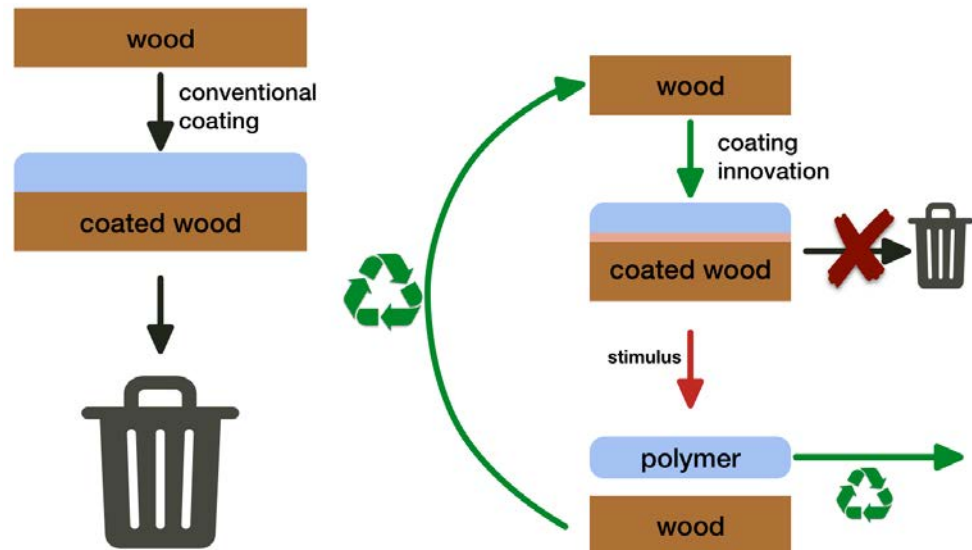 wood
conventional
coating
coated wood
wood
coating
innovation
coated wood
stimulus
polymer
wood